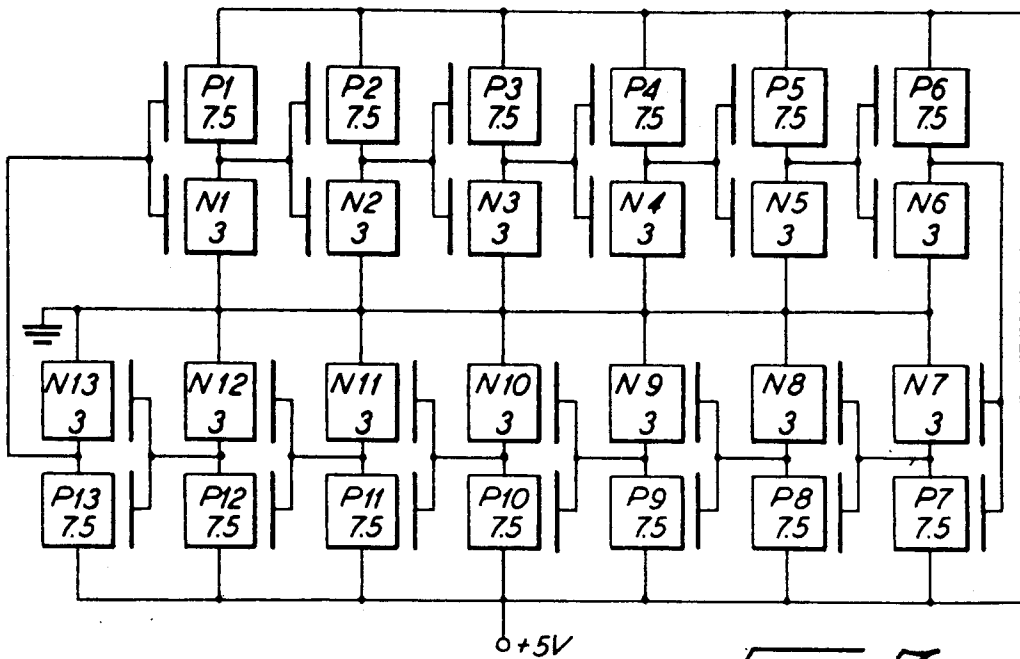 P1 P2 P3 P4 P5 P6
7.5 7.5 7.5 7.5 7.5 7.5
N1 N2 N3 N4 N5 N6
3 3 3 3 3 3
N13 N12 N11 N10 N9 N8 N7
3 3 3 3 3 3 3
P13 P12 P11 P10 P9 P8 P7
7.5 7.5 7.5 7.5 7.5 7.5 7.5
+5V